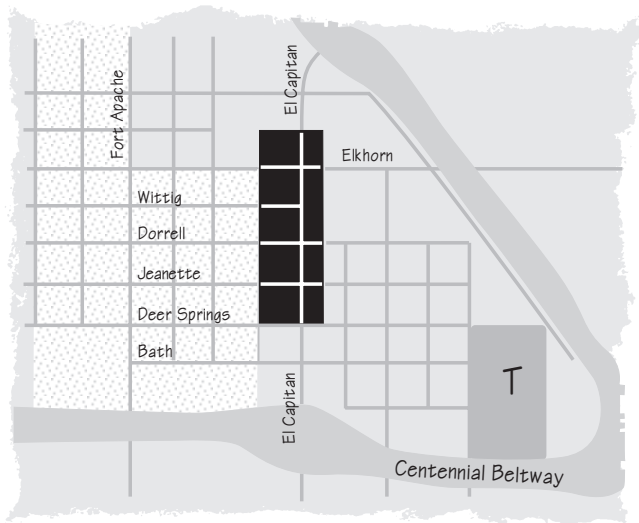 El Capitan
Fort Apache
Elkhorn
Wittig
Dorrell
Jeanette
Deer Springs
Bath
T
El Capitan
Centennial Beltway